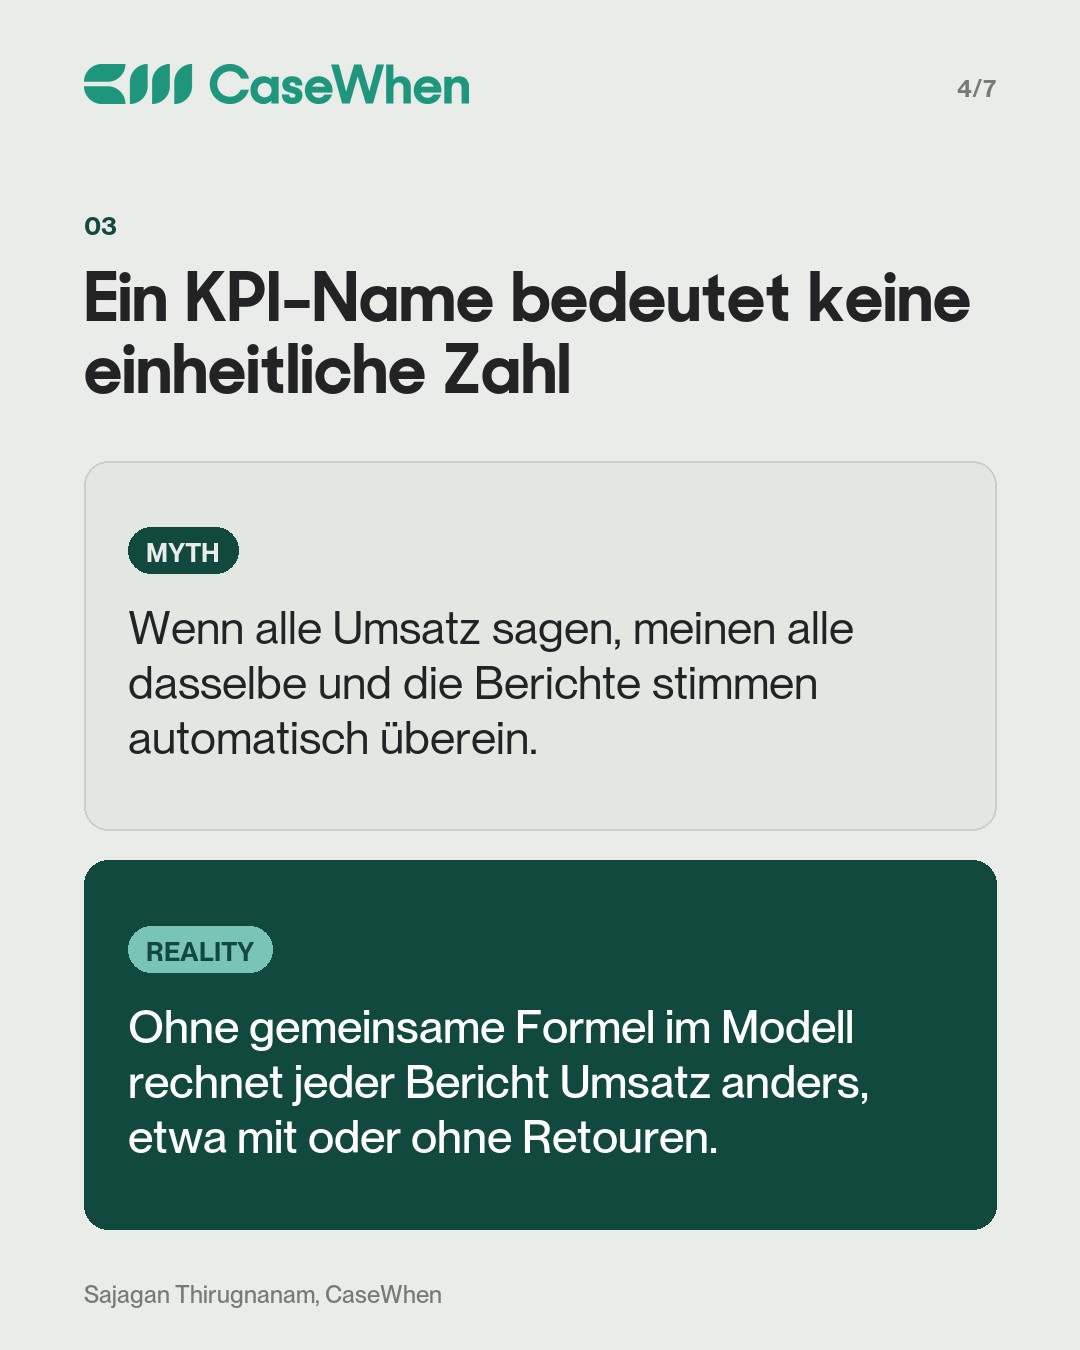 CaseWhen
4/7
03
Ein KPI-Name bedeutet keine
einheitliche Zahl
MYTH
Wenn alle Umsatz sagen, meinen alle
dasselbe und die Berichte stimmen
automatisch überein.
REALITY
Ohne gemeinsame Formel im Modell
rechnet jeder Bericht Umsatz anders,
etwa mit oder ohne Retouren.
Sajagan Thirugnanam, CaseWhen